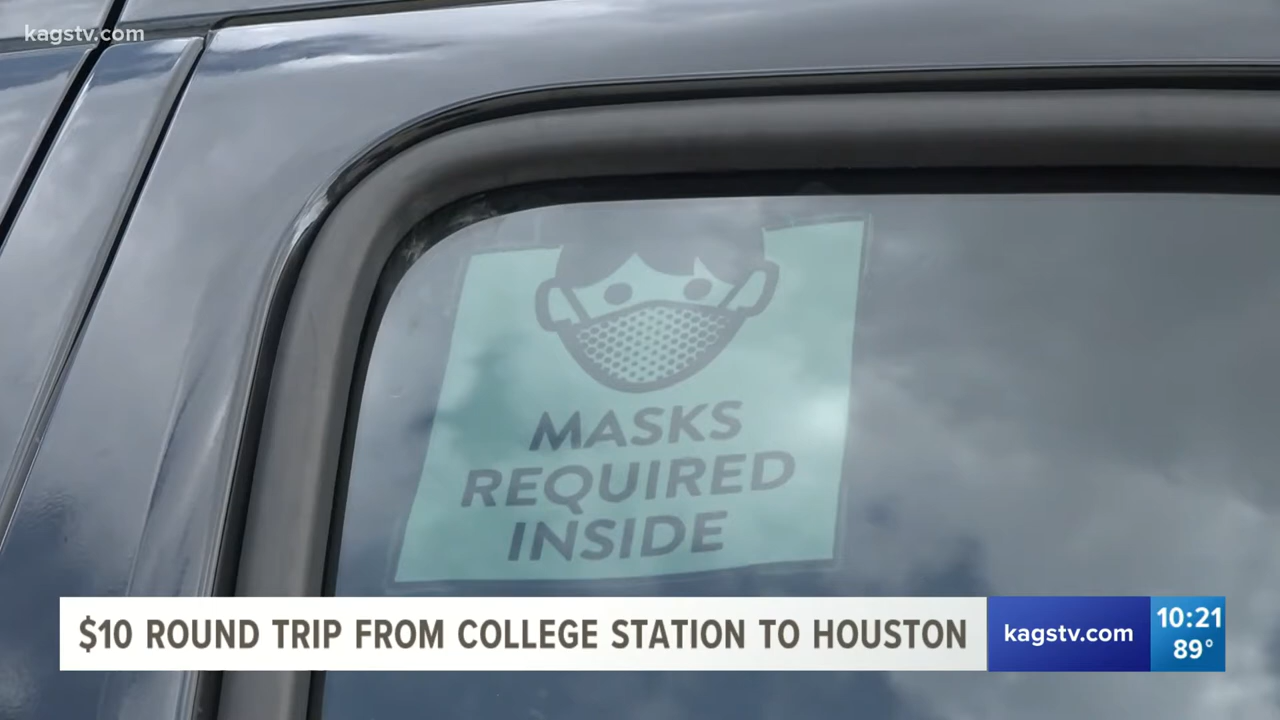 kagstv.com
MASKS
REQUIRED
INSIDE
$10 ROUND TRIP FROM COLLEGE STATION TO HOUSTON
kagstv.com
10:21
89°